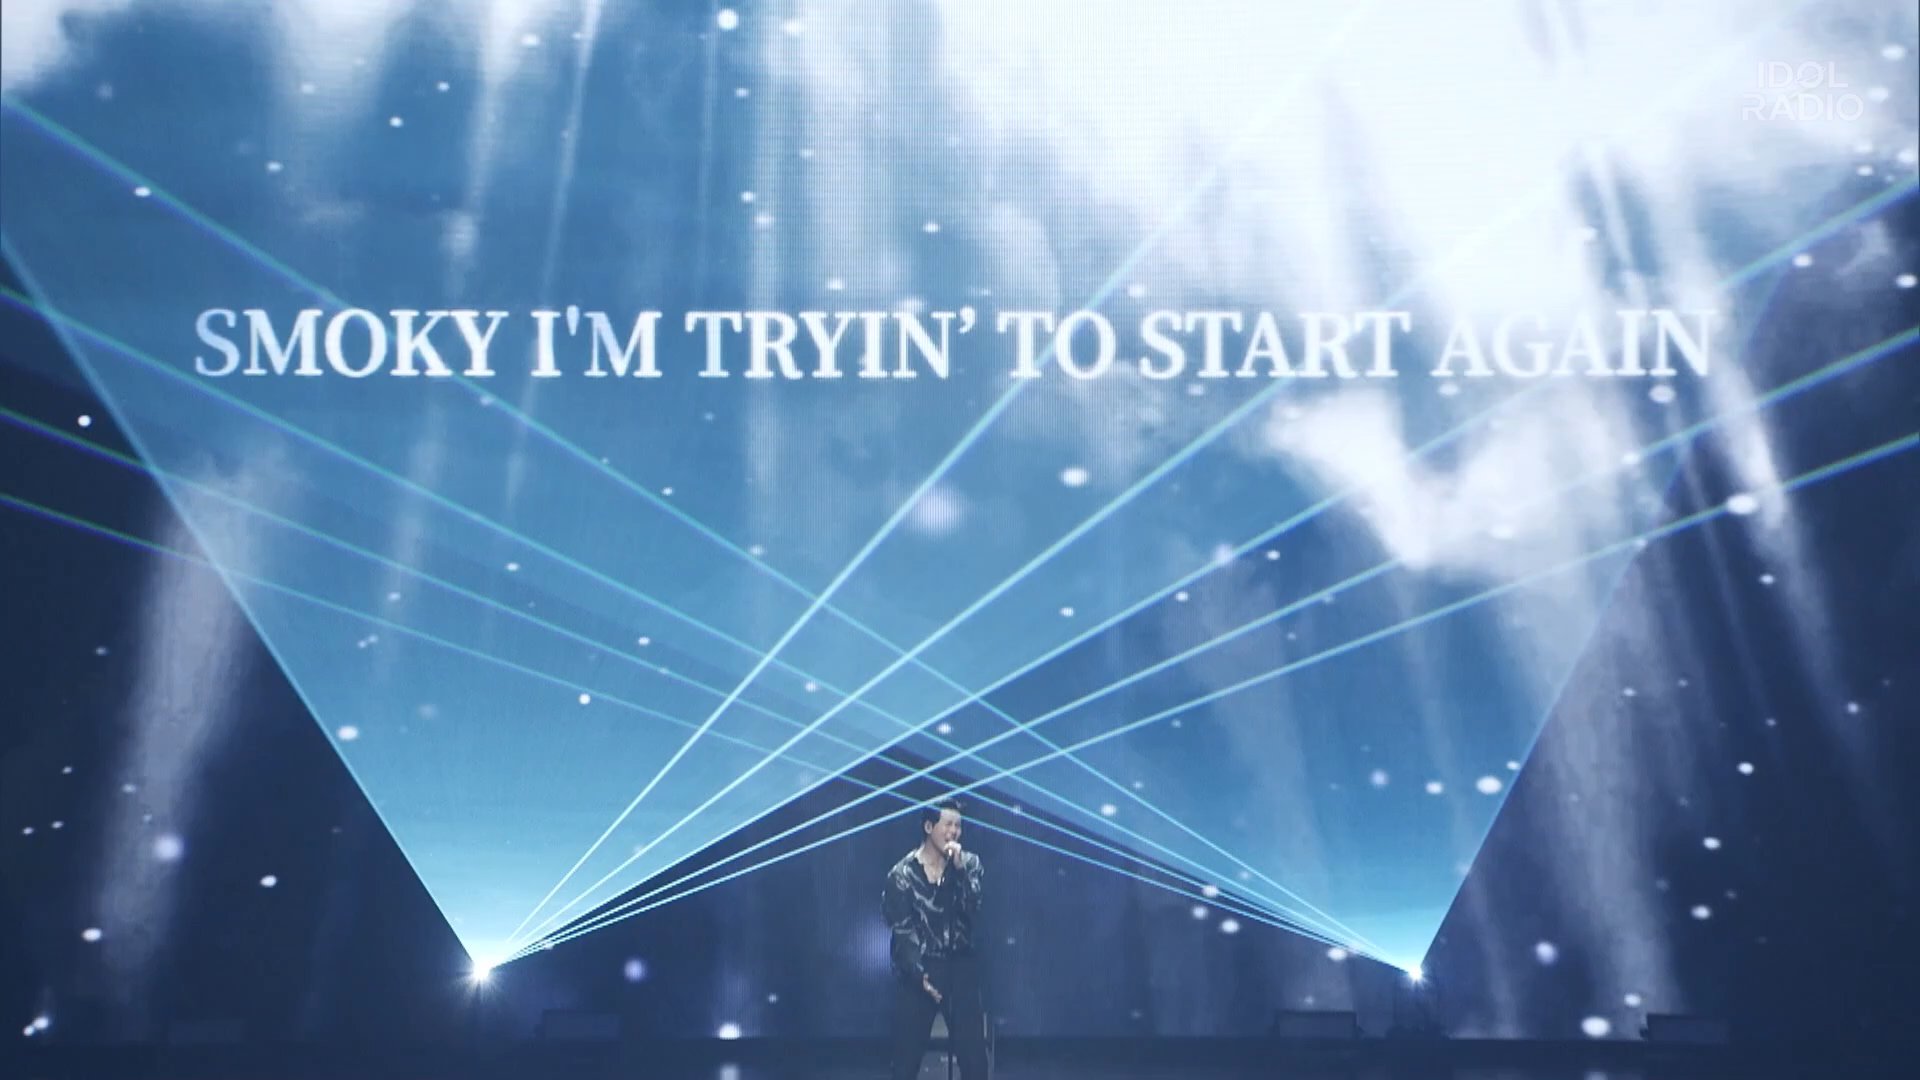 IDOL
RADIO
SMOKY I'M TRYIN’ TO START AGAIN